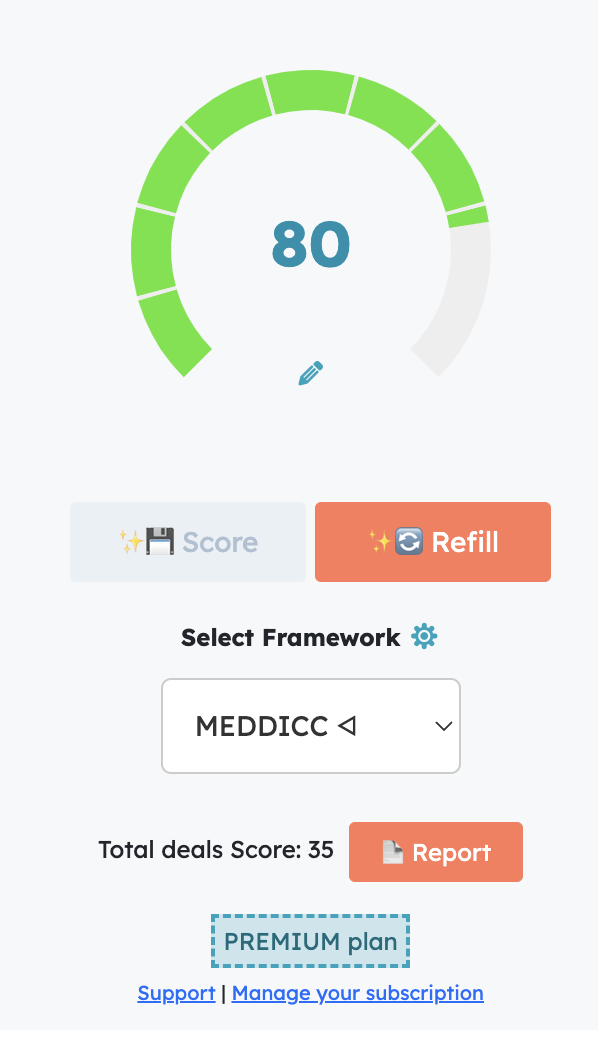 80
✨💾 Score
✨🔄 Refill
Select Framework
MEDDICC ᐊ
Total deals Score: 35
Report
PREMIUM plan
Support | Manage your subscription